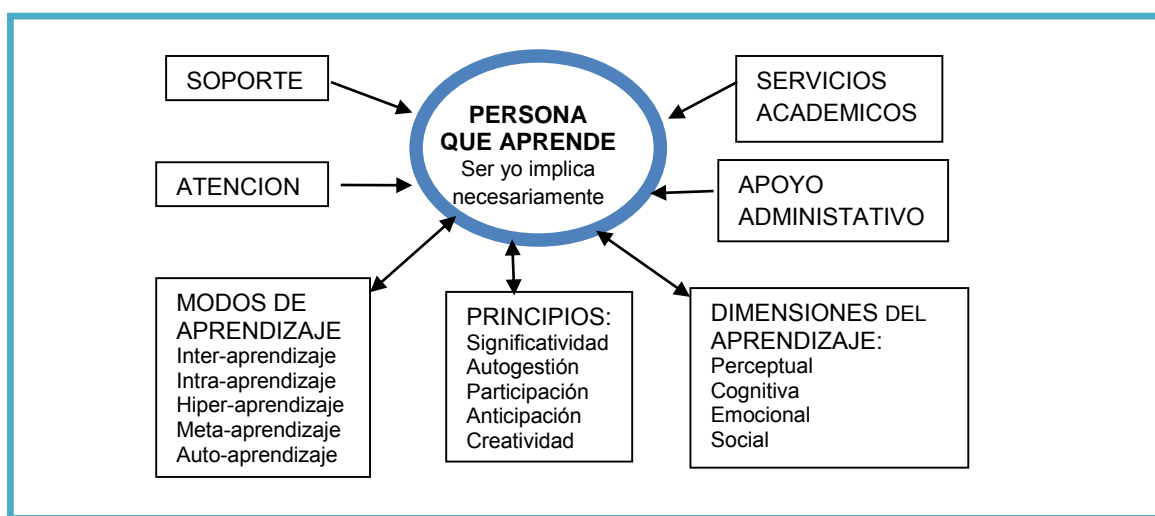 SOPORTE
PERSONA
QUE APRENDE
Ser yo implica
necesariamente
SERVICIOS
ACADEMICOS
ATENCION
APOYO
ADMINISTATIVO
MODOS DE
APRENDIZAJE
Inter-aprendizaje
Intra-aprendizaje
Hiper-aprendizaje
Meta-aprendizaje
Auto-aprendizaje
PRINCIPIOS:
Significatividad
Autogestión
Participación
Anticipación
Creatividad
DIMENSIONES DEL
APRENDIZAJE:
Perceptual
Cognitiva
Emocional
Social